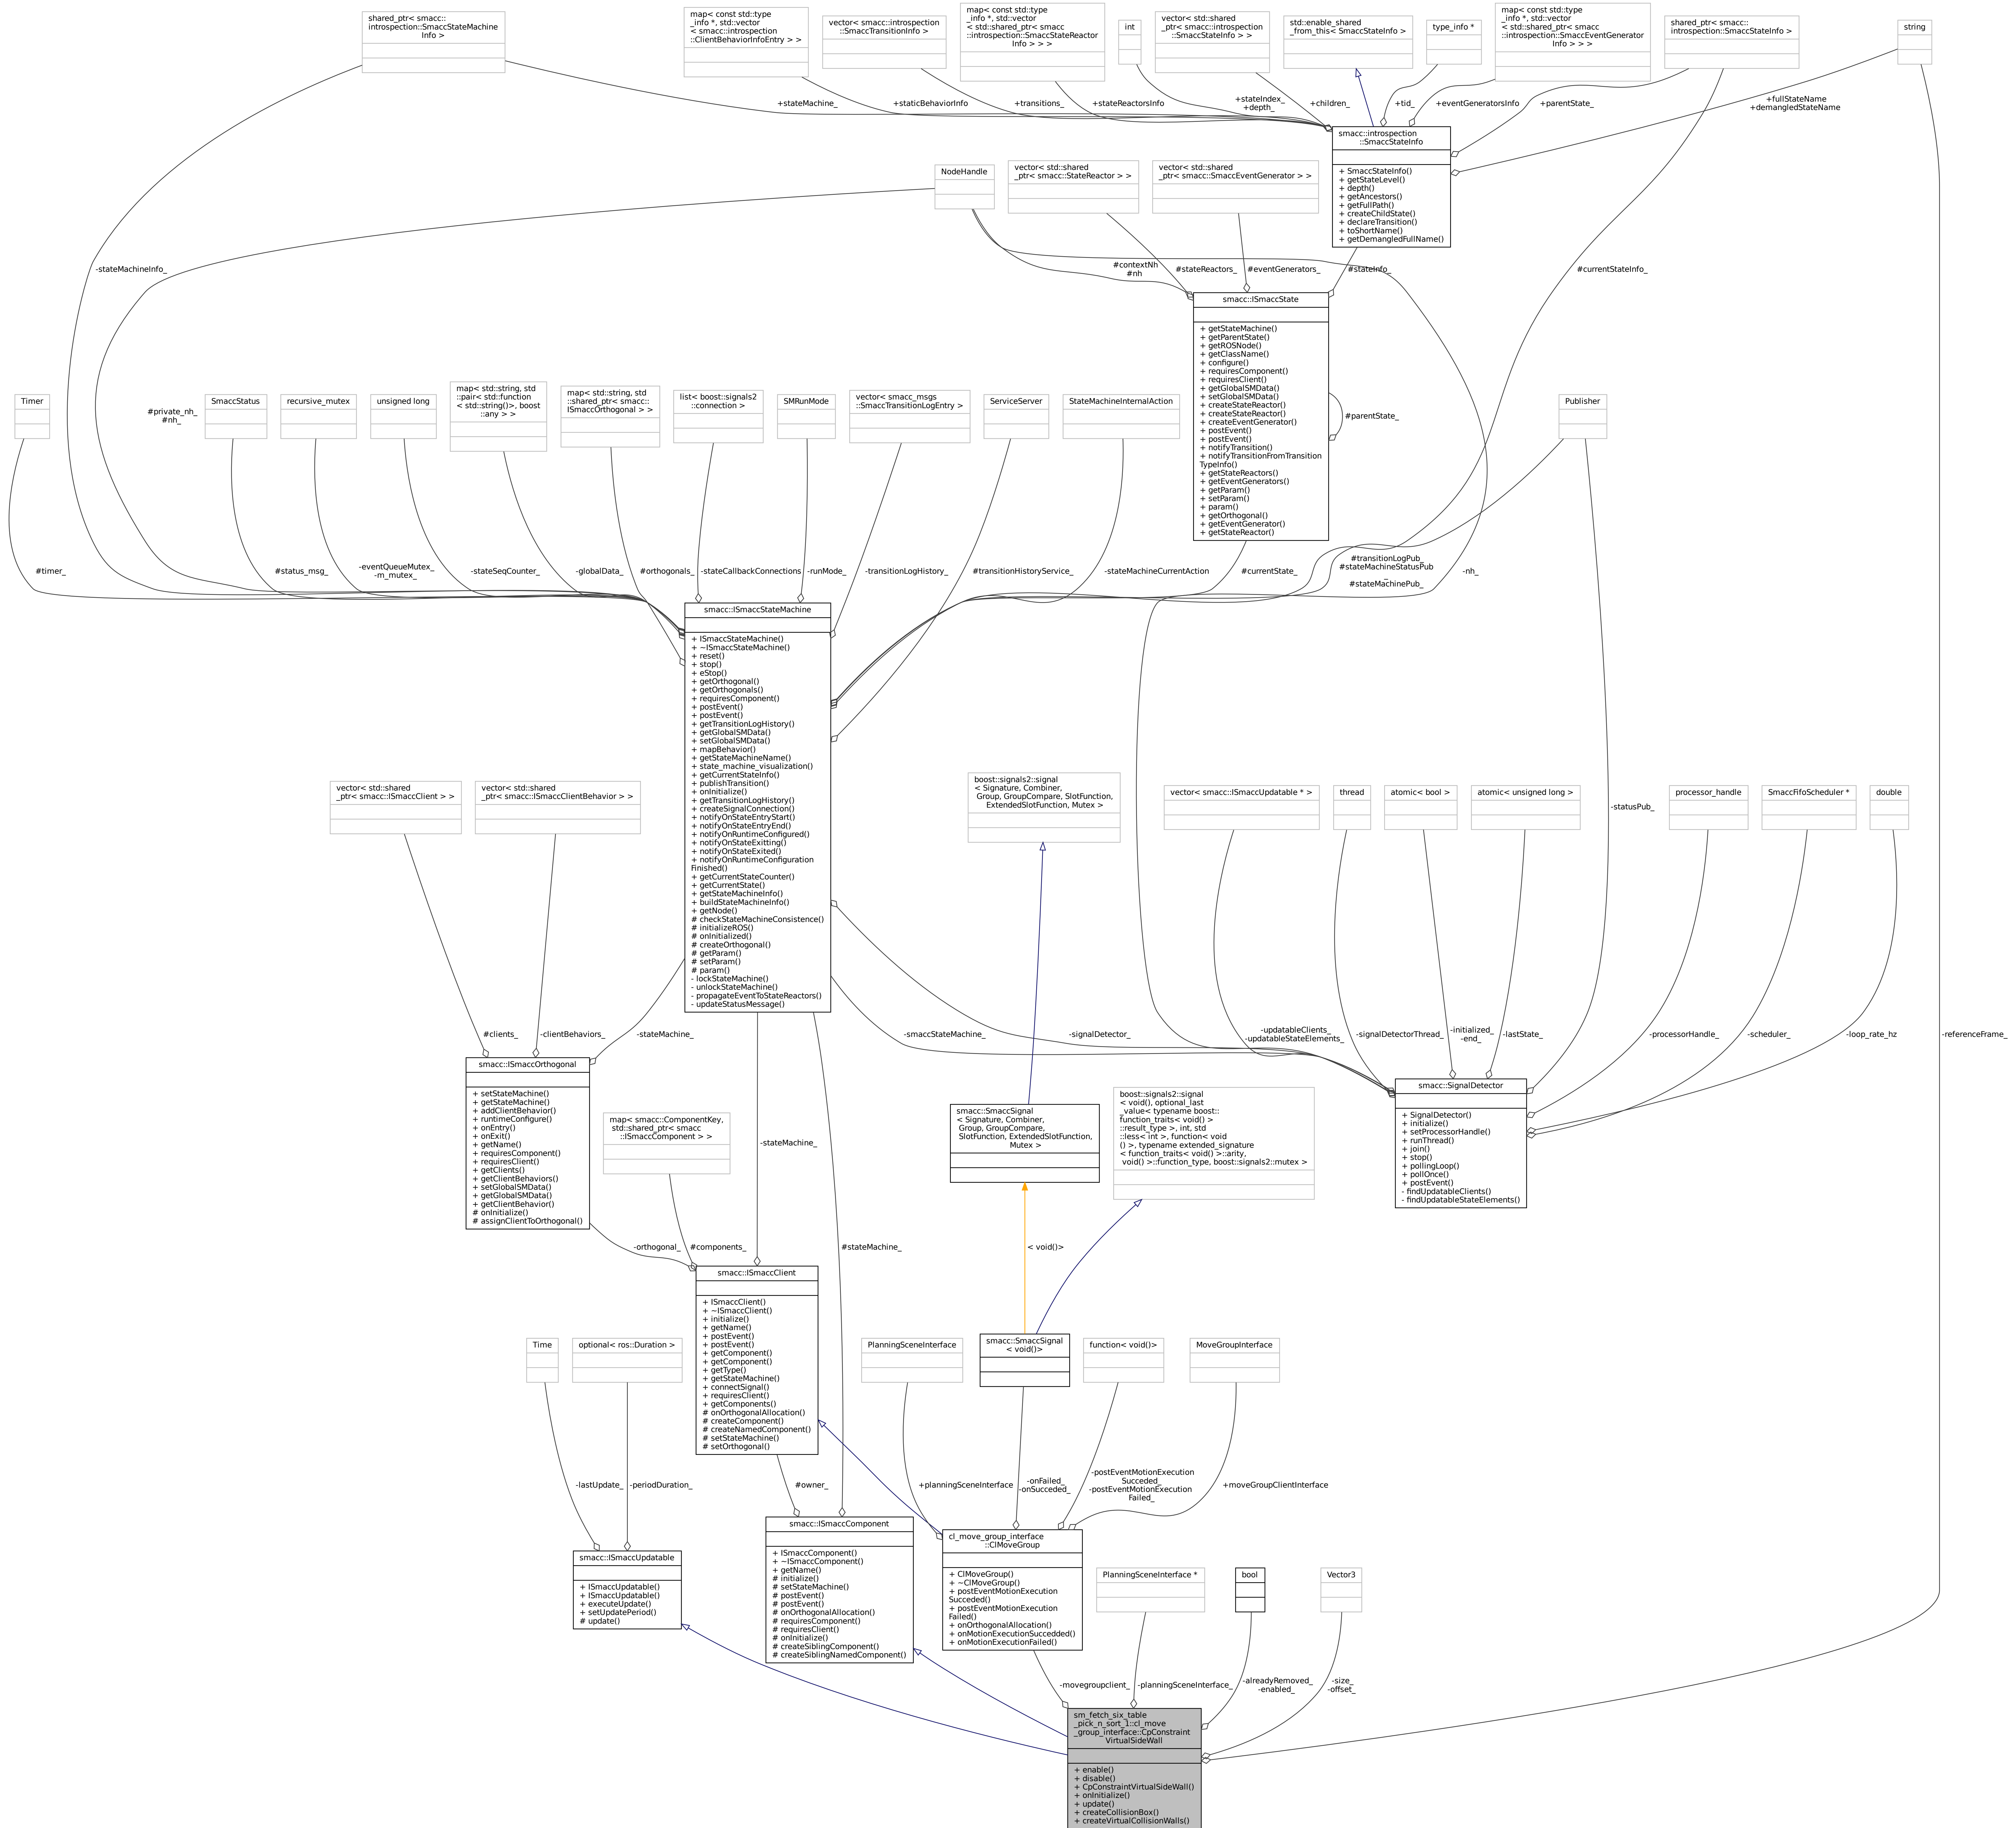 shared_ptr< smacc::
introspection::SmaccStateMachine
Info >
map< const std::type
_info *, std::vector
< smacc::introspection
::ClientBehaviorInfoEntry > >
vector< smacc::introspection
::SmaccTransitionInfo >
map< const std::type
_info *, std::vector
< std::shared_ptr< smacc
::introspection::SmaccStateReactor
Info > > >
int
vector< std::shared
_ptr< smacc::introspection
::SmaccStateInfo > >
std::enable_shared
_from_this< SmaccStateInfo >
type_info *
map< const std::type
_info *, std::vector
< std::shared_ptr< smacc
::introspection::SmaccEventGenerator
Info > > >
shared_ptr< smacc::
introspection::SmaccStateInfo >
string
+stateMachine_
+staticBehaviorInfo
+transitions_
+stateReactorsInfo
+stateIndex_
+depth_
+children_
+tid_
+eventGeneratorsInfo
+parentState_
+fullStateName
+demangledStateName
smacc::introspection
::SmaccStateInfo
+ SmaccStateInfo()
+ getStateLevel()
+ depth()
+ getAncestors()
+ getFullPath()
+ createChildState()
+ declareTransition()
+ toShortName()
+ getDemangledFullName()
NodeHandle
vector< std::shared
_ptr< smacc::StateReactor > >
vector< std::shared
_ptr< smacc::SmaccEventGenerator > >
-stateMachineInfo_
#contextNh
#nh
#stateReactors_
#eventGenerators_
#stateInfo_
#currentStateInfo_
smacc::ISmaccState
+ getStateMachine()
+ getParentState()
+ getROSNode()
+ getClassName()
+ configure()
+ requiresComponent()
+ requiresClient()
+ getGlobalSMData()
+ setGlobalSMData()
+ createStateReactor()
+ createStateReactor()
+ createEventGenerator()
+ postEvent()
+ postEvent()
+ notifyTransition()
+ notifyTransitionFromTransition
TypeInfo()
+ getStateReactors()
+ getEventGenerators()
+ getParam()
+ setParam()
+ param()
+ getOrthogonal()
+ getEventGenerator()
+ getStateReactor()
#parentState_
Timer
#private_nh_
#nh_
SmaccStatus
recursive_mutex
unsigned long
map< std::string, std
::pair< std::function
< std::string()>, boost
::any > >
map< std::string, std
::shared_ptr< smacc::
ISmaccOrthogonal > >
list< boost::signals2
::connection >
SMRunMode
vector< smacc_msgs
::SmaccTransitionLogEntry >
ServiceServer
StateMachineInternalAction
Publisher
#timer_
#status_msg_
-eventQueueMutex_
-m_mutex_
-stateSeqCounter_
-globalData_
#orthogonals_
-stateCallbackConnections
-runMode_
-transitionLogHistory_
#transitionHistoryService_
-stateMachineCurrentAction
#currentState_
#transitionLogPub_
#stateMachineStatusPub
_
#stateMachinePub_
-nh_
smacc::ISmaccStateMachine
+ ISmaccStateMachine()
+ ~ISmaccStateMachine()
+ reset()
+ stop()
+ eStop()
+ getOrthogonal()
+ getOrthogonals()
+ requiresComponent()
+ postEvent()
+ postEvent()
+ getTransitionLogHistory()
+ getGlobalSMData()
+ setGlobalSMData()
+ mapBehavior()
+ getStateMachineName()
+ state_machine_visualization()
+ getCurrentStateInfo()
+ publishTransition()
+ onInitialize()
+ getTransitionLogHistory()
+ createSignalConnection()
+ notifyOnStateEntryStart()
+ notifyOnStateEntryEnd()
+ notifyOnRuntimeConfigured()
+ notifyOnStateExitting()
+ notifyOnStateExited()
+ notifyOnRuntimeConfiguration
Finished()
+ getCurrentStateCounter()
+ getCurrentState()
+ getStateMachineInfo()
+ buildStateMachineInfo()
+ getNode()
# checkStateMachineConsistence()
# initializeROS()
# onInitialized()
# createOrthogonal()
# getParam()
# setParam()
# param()
- lockStateMachine()
- unlockStateMachine()
- propagateEventToStateReactors()
- updateStatusMessage()
vector< std::shared
_ptr< smacc::ISmaccClient > >
vector< std::shared
_ptr< smacc::ISmaccClientBehavior > >
boost::signals2::signal
< Signature, Combiner,
Group, GroupCompare, SlotFunction,
ExtendedSlotFunction, Mutex >
vector< smacc::ISmaccUpdatable * >
thread
atomic< bool >
atomic< unsigned long >
-statusPub_
processor_handle
SmaccFifoScheduler *
double
#clients_
-clientBehaviors_
-stateMachine_
-smaccStateMachine_
-signalDetector_
-updatableClients_
-updatableStateElements_
-signalDetectorThread_
-initialized_
-end_
-lastState_
-processorHandle_
-scheduler_
-loop_rate_hz
-referenceFrame_
smacc::ISmaccOrthogonal
+ setStateMachine()
+ getStateMachine()
+ addClientBehavior()
+ runtimeConfigure()
+ onEntry()
+ onExit()
+ getName()
+ requiresComponent()
+ requiresClient()
+ getClients()
+ getClientBehaviors()
+ setGlobalSMData()
+ getGlobalSMData()
+ getClientBehavior()
# onInitialize()
# assignClientToOrthogonal()
map< smacc::ComponentKey,
std::shared_ptr< smacc
::ISmaccComponent > >
-stateMachine_
smacc::SmaccSignal
< Signature, Combiner,
Group, GroupCompare,
SlotFunction, ExtendedSlotFunction,
Mutex >
boost::signals2::signal
< void(), optional_last
_value< typename boost::
function_traits< void() >
::result_type >, int, std
::less< int >, function< void
() >, typename extended_signature
< function_traits< void() >::arity,
void() >::function_type, boost::signals2::mutex >
smacc::SignalDetector
+ SignalDetector()
+ initialize()
+ setProcessorHandle()
+ runThread()
+ join()
+ stop()
+ pollingLoop()
+ pollOnce()
+ postEvent()
- findUpdatableClients()
- findUpdatableStateElements()
-orthogonal_
#components_
#stateMachine_
< void()>
smacc::ISmaccClient
+ ISmaccClient()
+ ~ISmaccClient()
+ initialize()
+ getName()
+ postEvent()
+ postEvent()
+ getComponent()
+ getComponent()
+ getType()
+ getStateMachine()
+ connectSignal()
+ requiresClient()
+ getComponents()
# onOrthogonalAllocation()
# createComponent()
# createNamedComponent()
# setStateMachine()
# setOrthogonal()
Time
optional< ros::Duration >
PlanningSceneInterface
smacc::SmaccSignal
< void()>
function< void()>
MoveGroupInterface
-lastUpdate_
-periodDuration_
#owner_
+planningSceneInterface
-onFailed_
-onSucceded_
-postEventMotionExecution
Succeded_
-postEventMotionExecution
Failed_
+moveGroupClientInterface
smacc::ISmaccUpdatable
+ ISmaccUpdatable()
+ ISmaccUpdatable()
+ executeUpdate()
+ setUpdatePeriod()
# update()
smacc::ISmaccComponent
+ ISmaccComponent()
+ ~ISmaccComponent()
+ getName()
# initialize()
# setStateMachine()
# postEvent()
# postEvent()
# onOrthogonalAllocation()
# requiresComponent()
# requiresClient()
# onInitialize()
# createSiblingComponent()
# createSiblingNamedComponent()
cl_move_group_interface
::ClMoveGroup
+ ClMoveGroup()
+ ~ClMoveGroup()
+ postEventMotionExecution
Succeded()
+ postEventMotionExecution
Failed()
+ onOrthogonalAllocation()
+ onMotionExecutionSuccedded()
+ onMotionExecutionFailed()
PlanningSceneInterface *
bool
Vector3
-movegroupclient_
-planningSceneInterface_
-alreadyRemoved_
-enabled_
-size_
-offset_
sm_fetch_six_table
_pick_n_sort_1::cl_move
_group_interface::CpConstraint
VirtualSideWall
+ enable()
+ disable()
+ CpConstraintVirtualSideWall()
+ onInitialize()
+ update()
+ createCollisionBox()
+ createVirtualCollisionWalls()